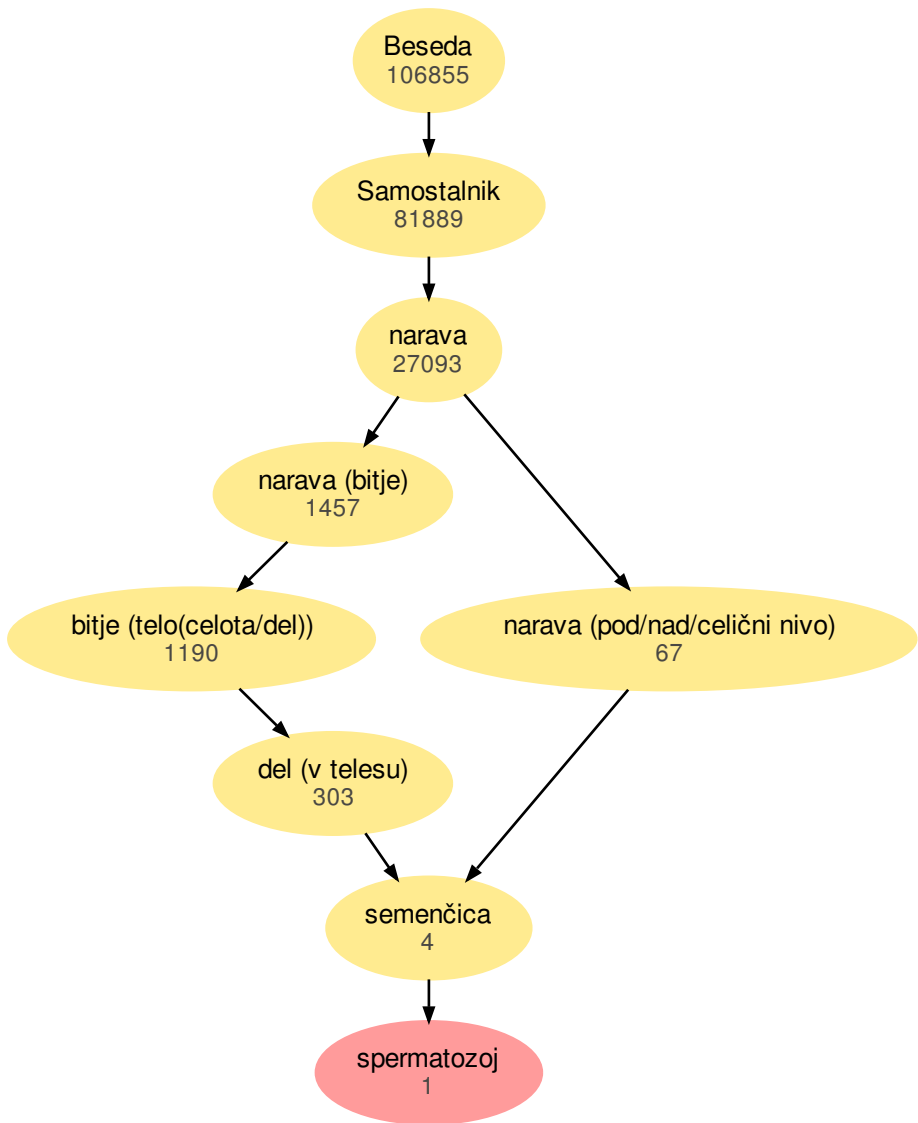 Beseda
106855
Samostalnik
81889
narava
27093
narava (bitje)
1457
bitje (telo(celota/del))
1190
narava (pod/nad/celični nivo)
67
del (v telesu)
303
semenčica
4
spermatozoj
1